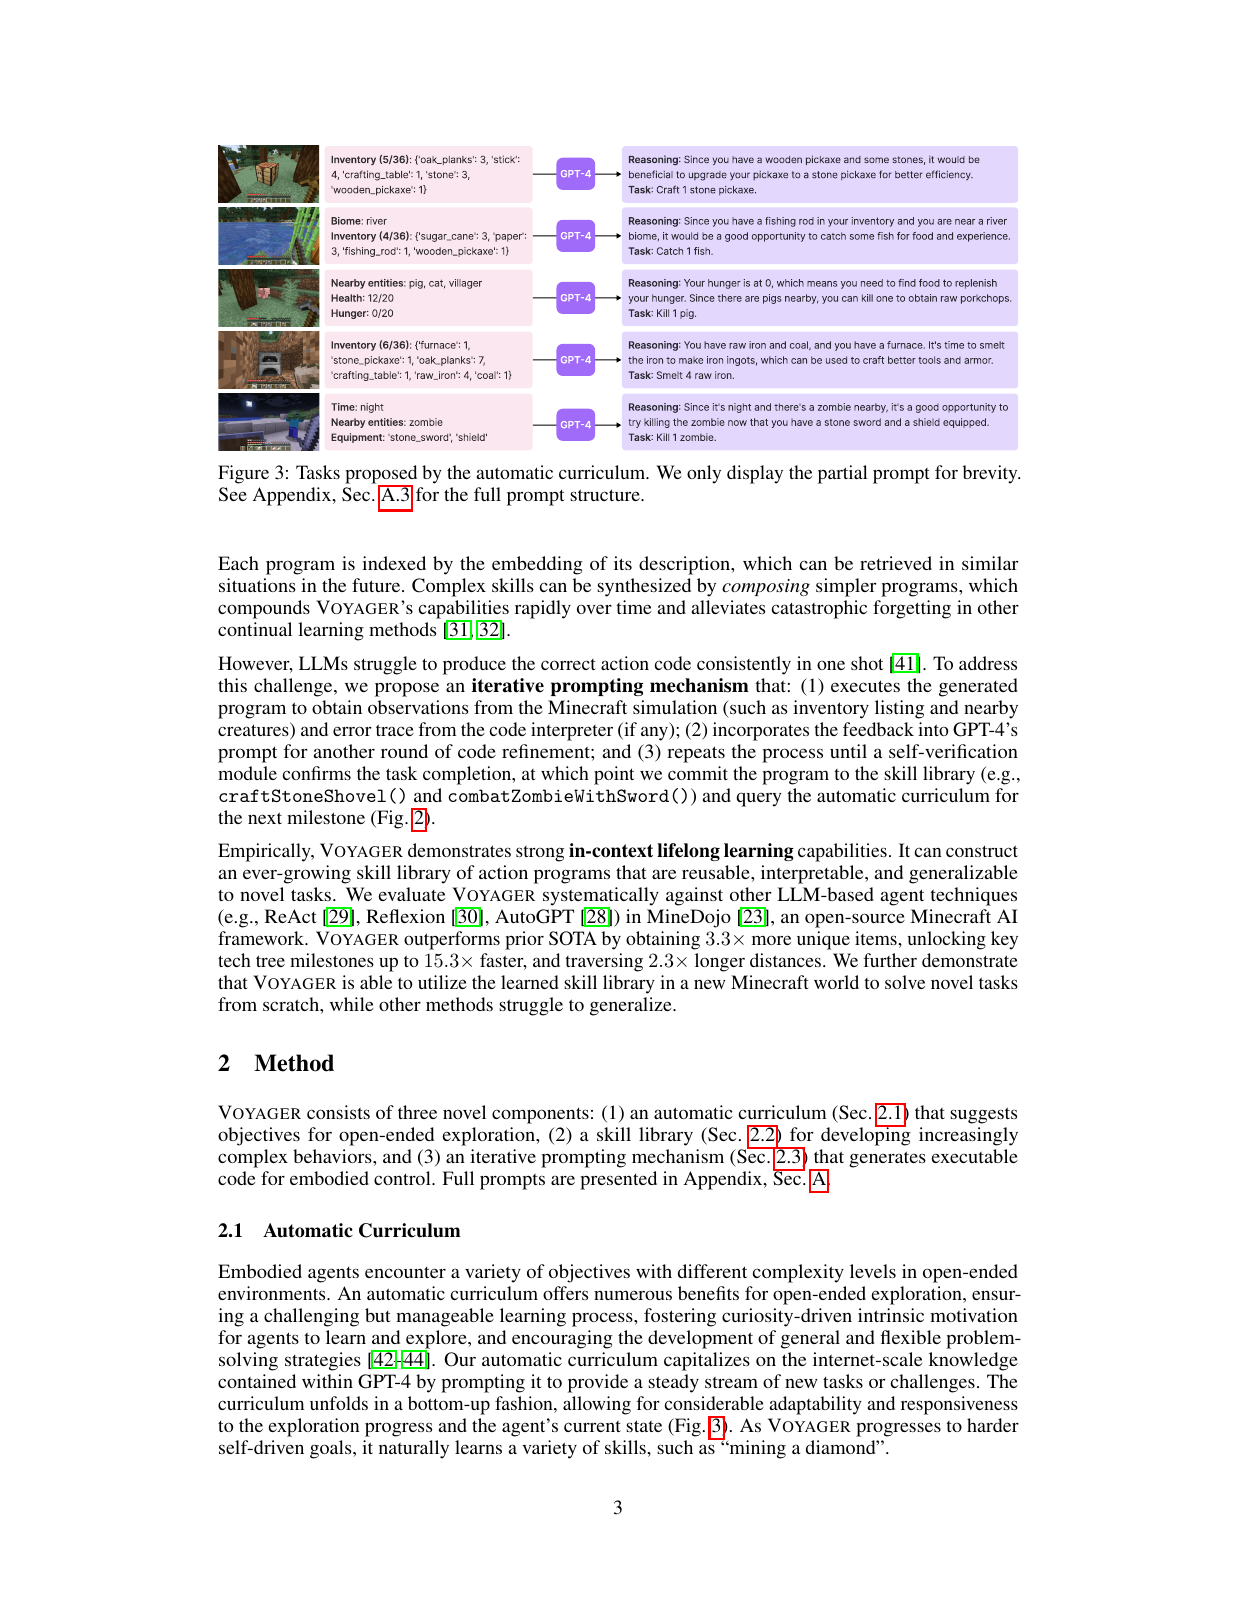 Inventory (5/36): {'oak_planks': 3, 'stick':
4, 'crafting_table': 1, 'stone': 3,
'wooden_pickaxe': 1}
GPT-4
Reasoning: Since you have a wooden pickaxe and some stones, it would be
beneficial to upgrade your pickaxe to a stone pickaxe for better efficiency.
Task: Craft 1 stone pickaxe.
Biome: river
Inventory (4/36): {'sugar_cane': 3, 'paper':
3, 'fishing_rod': 1, 'wooden_pickaxe': 1}
GPT-4
Reasoning: Since you have a fishing rod in your inventory and you are near a river
biome, it would be a good opportunity to catch some fish for food and experience.
Task: Catch 1 fish.
Nearby entities: pig, cat, villager
Health: 12/20
Hunger: 0/20
GPT-4
Reasoning: Your hunger is at 0, which means you need to find food to replenish
your hunger. Since there are pigs nearby, you can kill one to obtain raw porkchops.
Task: Kill 1 pig.
Inventory (6/36): {'furnace': 1,
'stone_pickaxe': 1, 'oak_planks': 7,
'crafting_table': 1, 'raw_iron': 4, 'coal': 1}
GPT-4
Reasoning: You have raw iron and coal, and you have a furnace. It's time to smelt
the iron to make iron ingots, which can be used to craft better tools and armor.
Task: Smelt 4 raw iron.
Time: night
Nearby entities: zombie
Equipment: 'stone_sword', 'shield'
GPT-4
Reasoning: Since it's night and there's a zombie nearby, it's a good opportunity to
try killing the zombie now that you have a stone sword and a shield equipped.
Task: Kill 1 zombie.
Figure 3: Tasks proposed by the automatic curriculum. We only display the partial prompt for brevity.
See Appendix, Sec. A.3 for the full prompt structure.
Each program is indexed by the embedding of its description, which can be retrieved in similar
situations in the future. Complex skills can be synthesized by composing simpler programs, which
compounds VOYAGER's capabilities rapidly over time and alleviates catastrophic forgetting in other
continual learning methods [31, 32].
However, LLMs struggle to produce the correct action code consistently in one shot [41]. To address
this challenge, we propose an iterative prompting mechanism that: (1) executes the generated
program to obtain observations from the Minecraft simulation (such as inventory listing and nearby
creatures) and error trace from the code interpreter (if any); (2) incorporates the feedback into GPT-4's
prompt for another round of code refinement; and (3) repeats the process until a self-verification
module confirms the task completion, at which point we commit the program to the skill library (e.g.,
craftStoneShovel() and combatZombieWithSword()) and query the automatic curriculum for
the next milestone (Fig. 2).
Empirically, VOYAGER demonstrates strong in-context lifelong learning capabilities. It can construct
an ever-growing skill library of action programs that are reusable, interpretable, and generalizable
to novel tasks. We evaluate VOYAGER systematically against other LLM-based agent techniques
(e.g., ReAct [29], Reflexion [30], AutoGPT [28]) in MineDojo [23], an open-source Minecraft AI
framework. VOYAGER outperforms prior SOTA by obtaining 3.3× more unique items, unlocking key
tech tree milestones up to 15.3× faster, and traversing 2.3× longer distances. We further demonstrate
that VOYAGER is able to utilize the learned skill library in a new Minecraft world to solve novel tasks
from scratch, while other methods struggle to generalize.
2 Method
VOYAGER consists of three novel components: (1) an automatic curriculum (Sec. 2.1) that suggests
objectives for open-ended exploration, (2) a skill library (Sec. 2.2) for developing increasingly
complex behaviors, and (3) an iterative prompting mechanism (Sec. 2.3) that generates executable
code for embodied control. Full prompts are presented in Appendix, Sec. A.
2.1 Automatic Curriculum
Embodied agents encounter a variety of objectives with different complexity levels in open-ended
environments. An automatic curriculum offers numerous benefits for open-ended exploration, ensur-
ing a challenging but manageable learning process, fostering curiosity-driven intrinsic motivation
for agents to learn and explore, and encouraging the development of general and flexible problem-
solving strategies [42–44]. Our automatic curriculum capitalizes on the internet-scale knowledge
contained within GPT-4 by prompting it to provide a steady stream of new tasks or challenges. The
curriculum unfolds in a bottom-up fashion, allowing for considerable adaptability and responsiveness
to the exploration progress and the agent's current state (Fig. 3). As VOYAGER progresses to harder
self-driven goals, it naturally learns a variety of skills, such as “mining a diamond”.
3